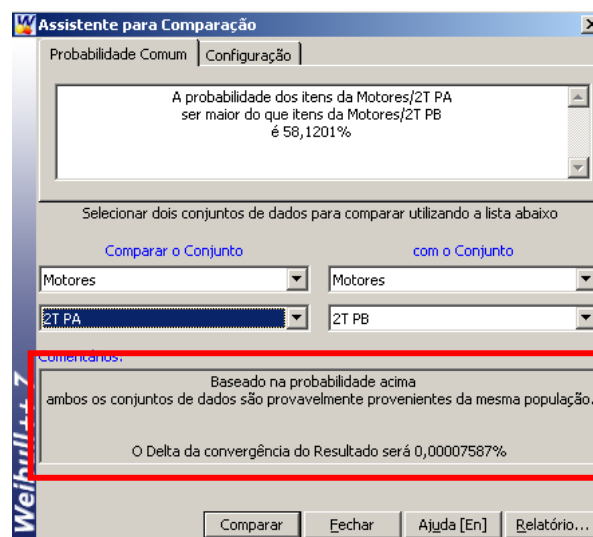 Assistente para Comparação
Probabilidade Comum Configuração
A probabilidade dos itens da Motores/2T PA
ser maior do que itens da Motores/2T PB
é 58,1201%
Selecionar dois conjuntos de dados para comparar utilizando a lista abaixo
Comparar o Conjunto com o Conjunto
Motores Motores
2T PA 2T PB
Comentários:
Baseado na probabilidade acima
ambos os conjuntos de dados são provavelmente provenientes da mesma população.
O Delta da convergência do Resultado será 0,00007587%
Comparar Fechar Ajuda [En] Relatório...
Weibull++ 7